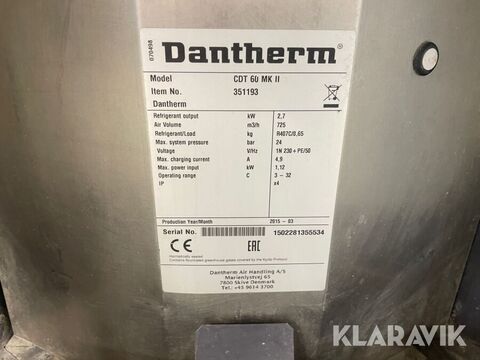 070498
Dantherm®
Model CDT 60 MK II
Item No. 351193
Dantherm
Refrigerator output kW 2,7
Air Volume m3/h 725
Refrigerant/Load kg R407C/0,65
Max. system pressure bar 24
Voltage V/Hz 1N 230 + PE/50
Max. charging current A 4,9
Max. power input kW 1,12
Operating range C 3 - 32
IP x4
Production Year/Month 2015 - 03
Serial No. 1502281355534
CE EAC
Hermetically sealed
Contains fluorinated greenhouse gases covered by the Kyoto Protocol
Dantherm Air Handling A/S
Marienlystvej 65
7800 Skive Denmark
Tel.: +45 9614 3700
KLARAVIK